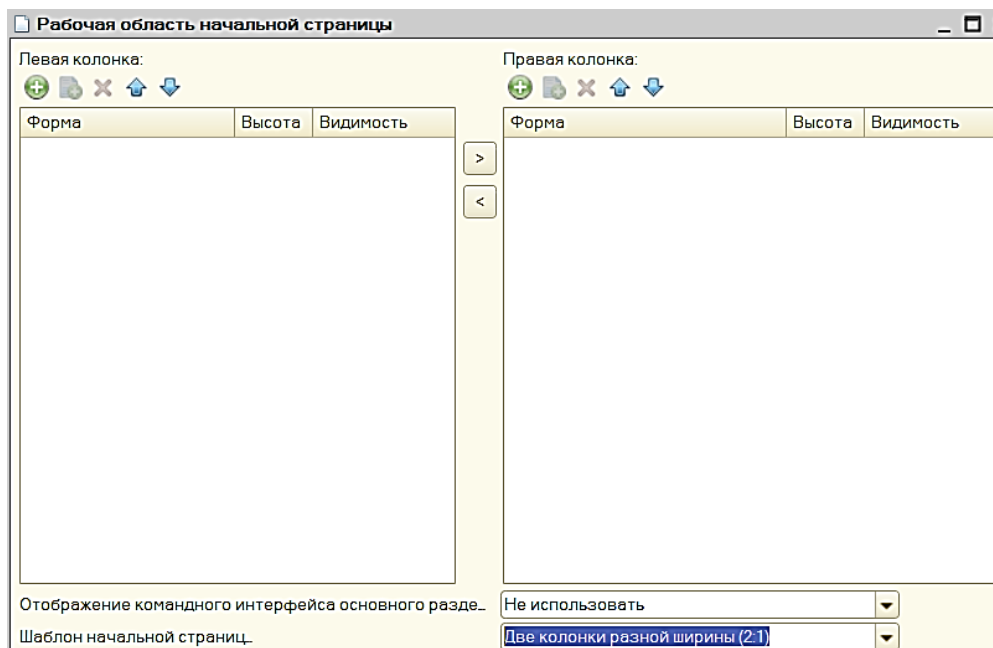 Рабочая область начальной страницы
Левая колонка: Правая колонка:
Форма Высота Видимость Форма Высота Видимость
>
<
Отображение командного интерфейса основного разде... Не использовать
Шаблон начальной страниц... Две колонки разной ширины (2:1)